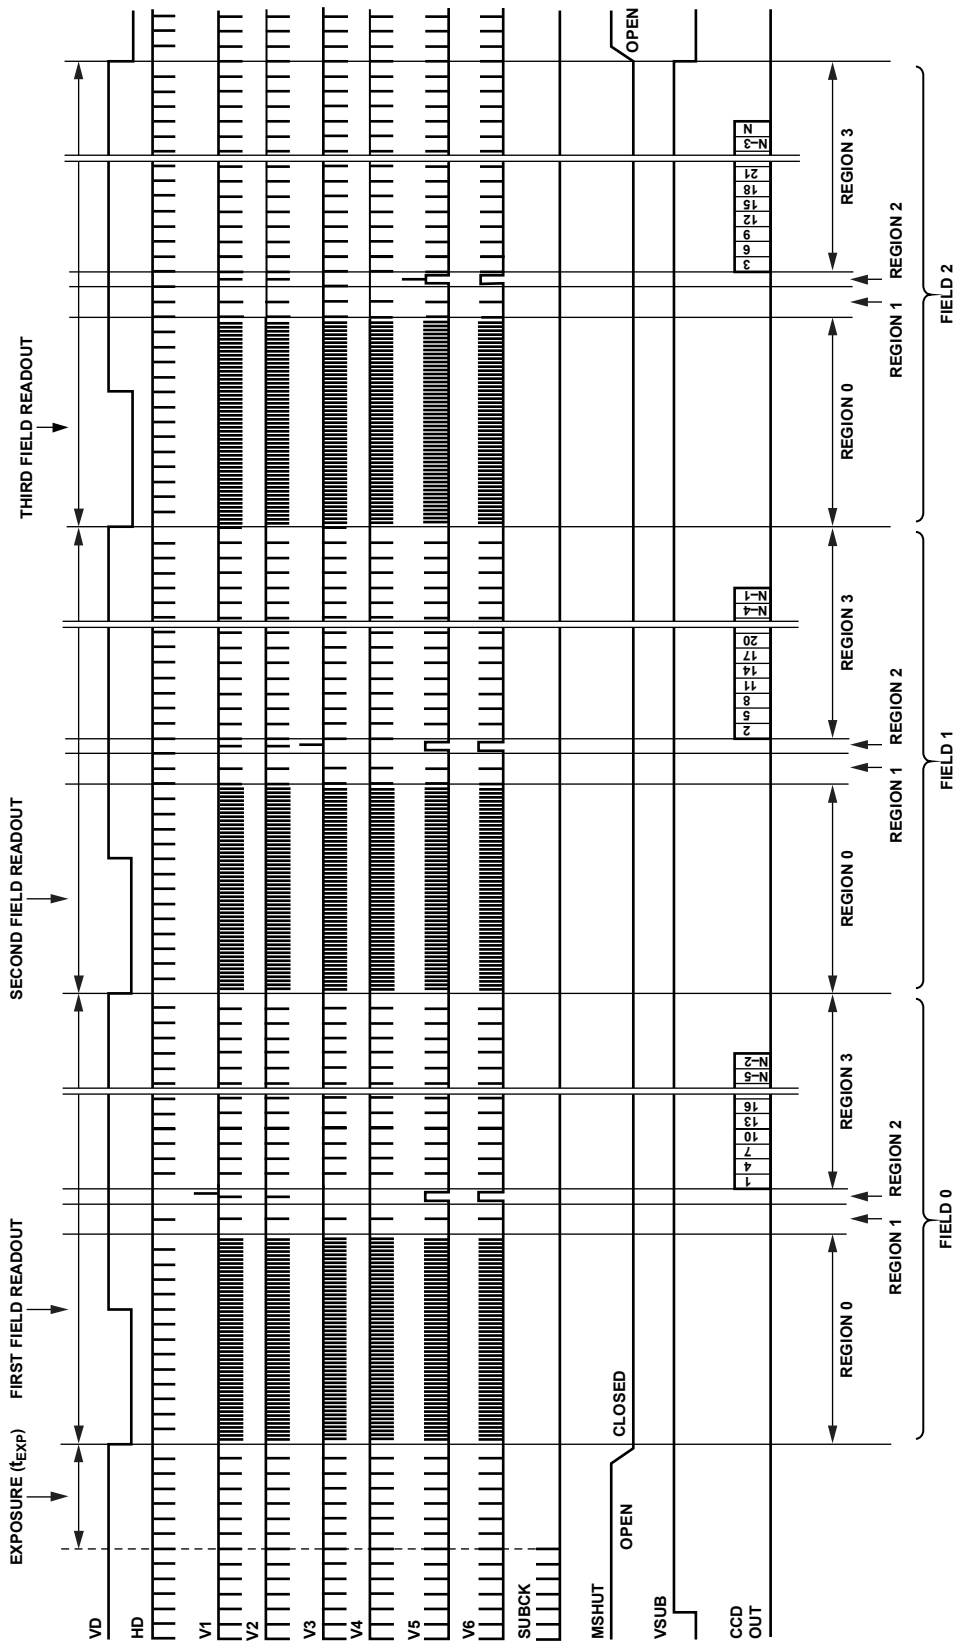 EXPOSURE (tEXP)
FIRST FIELD READOUT
SECOND FIELD READOUT
THIRD FIELD READOUT
VD
HD
V1
V2
V3
V4
V5
V6
SUBCK
MSHUT
OPEN
CLOSED
OPEN
VSUB
CCD
OUT
1 4 7 10 13 16 N–5 N–2
2 5 8 11 14 17 20 N–4 N–1
3 6 9 12 15 18 21 N–3 N
REGION 0
REGION 3
REGION 0
REGION 3
REGION 0
REGION 3
REGION 1
REGION 2
REGION 1
REGION 2
REGION 1
REGION 2
FIELD 0
FIELD 1
FIELD 2